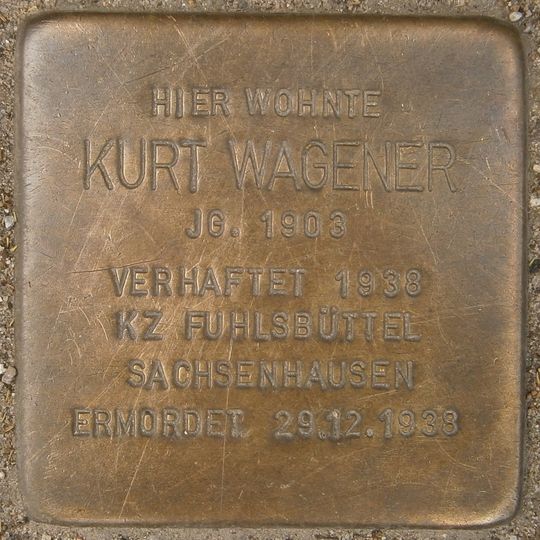 HIER WOHNTE
KURT WAGENER
JG. 1903
VERHAFTET 1938
KZ FUHLSBÜTTEL
SACHSENHAUSEN
ERMORDET 29.12.1938